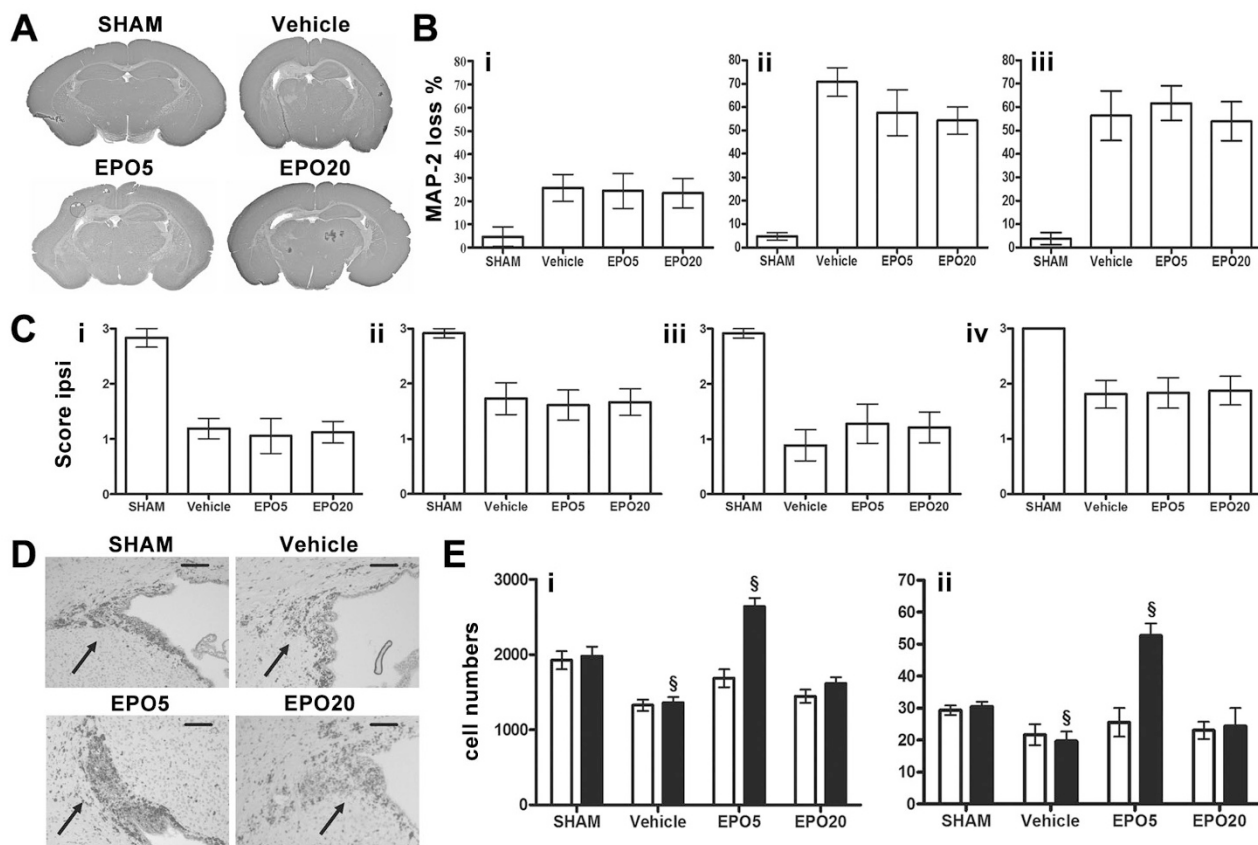 A
SHAM Vehicle
EPO5 EPO20
B
MAP-2 loss %
i
80
70
60
50
40
30
20
10
0
SHAM Vehicle EPO5 EPO20
ii
80
70
60
50
40
30
20
10
0
SHAM Vehicle EPO5 EPO20
iii
80
70
60
50
40
30
20
10
0
SHAM Vehicle EPO5 EPO20
C
Score ipsi
i
3
2
1
0
SHAM Vehicle EPO5 EPO20
ii
3
2
1
0
SHAM Vehicle EPO5 EPO20
iii
3
2
1
0
SHAM Vehicle EPO5 EPO20
iv
3
2
1
0
SHAM Vehicle EPO5 EPO20
D
SHAM Vehicle
EPO5 EPO20
E
cell numbers
i
3000
2000
1000
0
§ §
SHAM Vehicle EPO5 EPO20
ii
70
60
50
40
30
20
10
0
§ §
SHAM Vehicle EPO5 EPO20